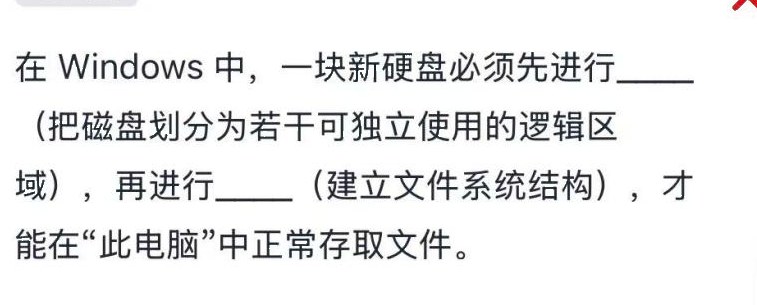 在 Windows 中，一块新硬盘必须先进行_____
（把磁盘划分为若干可独立使用的逻辑区
域），再进行_____（建立文件系统结构），才
能在“此电脑”中正常存取文件。